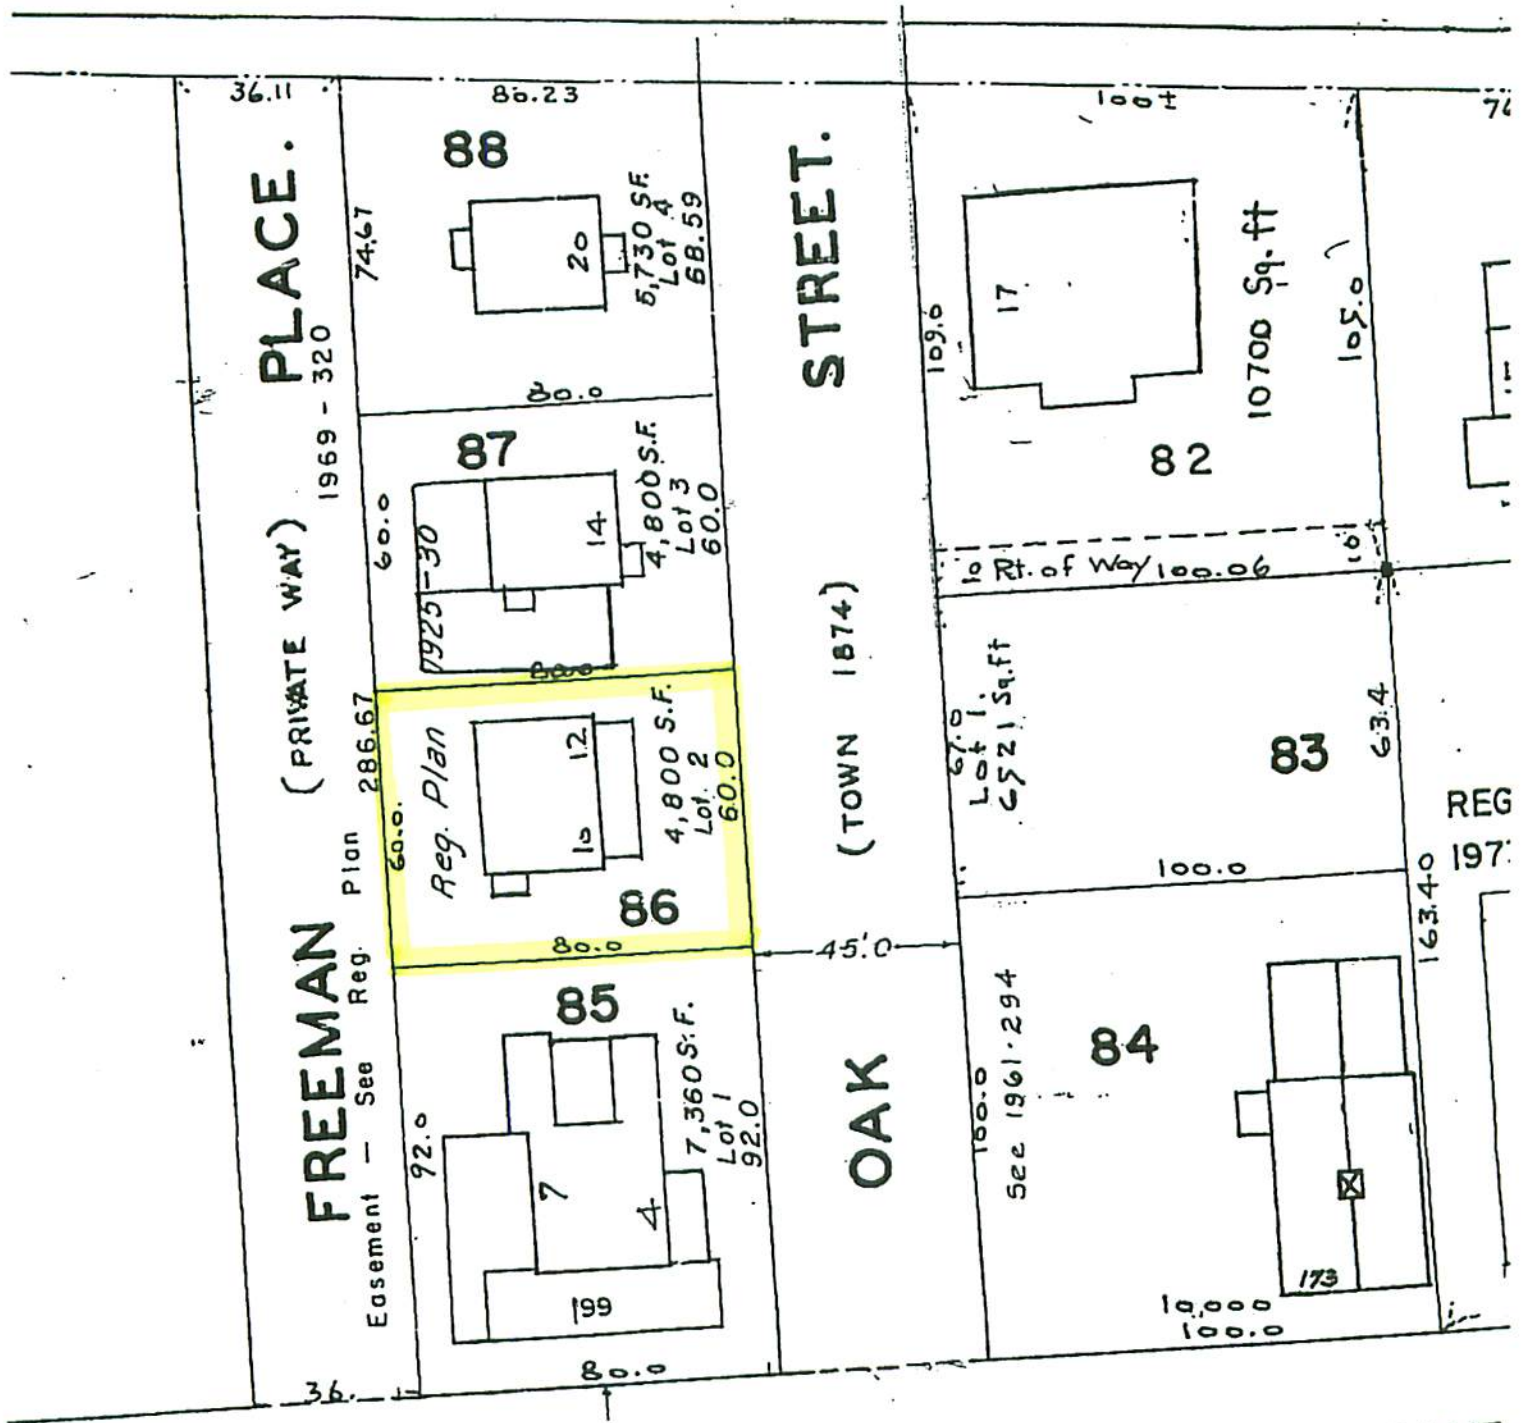 36.11
80.23
100±
76
PLACE.
1969 - 320
(PRIVATE WAY)
FREEMAN
Easement — See Reg. Plan
286.67
88
74.67
20
5,730 S.F.
Lot 4
68.59
80.0
87
60.0
14
4,800 S.F.
Lot 3
60.0
80.0
Reg. Plan
7925-30
60.0.
12
10
4,800 S.F.
Lot 2
60.0
86
80.0
85
92.0
7
4
199
7,360 S.F.
Lot 1
92.0
80.0
36.
STREET.
(TOWN 1874)
45'.0
OAK
17
109.0
10700 Sq.ft
105.0
82
10 Rt. of Way 100.06
10'
67.0
Lot 1
6521 Sq.ft
83
63.4
100.0
REG
197
163.40
84
100.0
See 1961-294
173
10,000
100.0